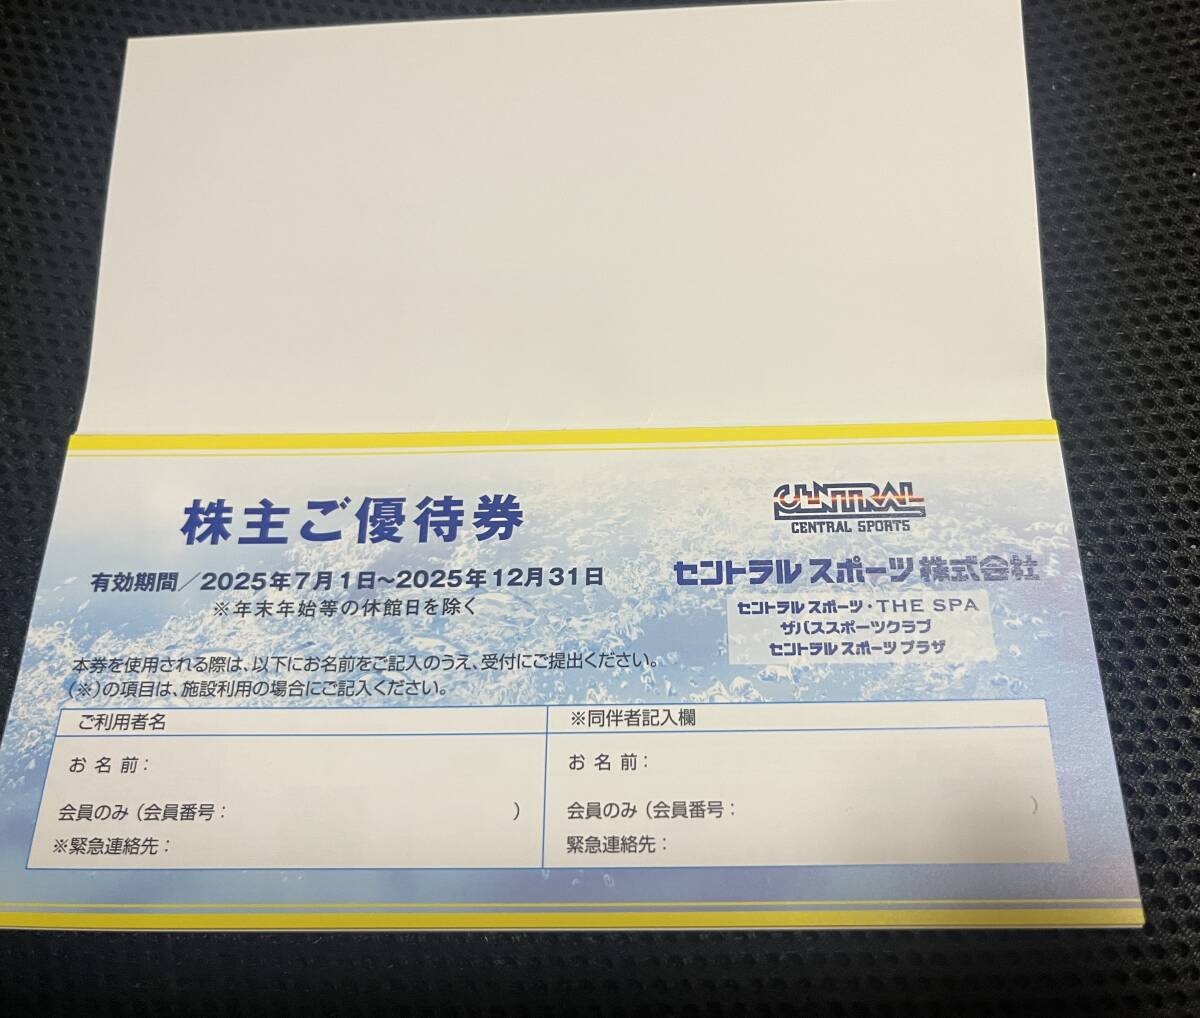 株主ご優待券
有効期間/2025年7月1日~2025年12月31日
※年末年始等の休館日を除く
CENTRAL
CENTRAL SPORTS
セントラルスポーツ株式会社
セントラルスポーツ・THE SPA
ザバススポーツクラブ
セントラルスポーツプラザ
本券を使用される際は、以下にお名前をご記入のうえ、受付にご提出ください。
(※)の項目は、施設利用の場合にご記入ください。
ご利用者名
お名前:
会員のみ(会員番号: )
※緊急連絡先:
※同伴者記入欄
お名前:
会員のみ(会員番号: )
緊急連絡先: